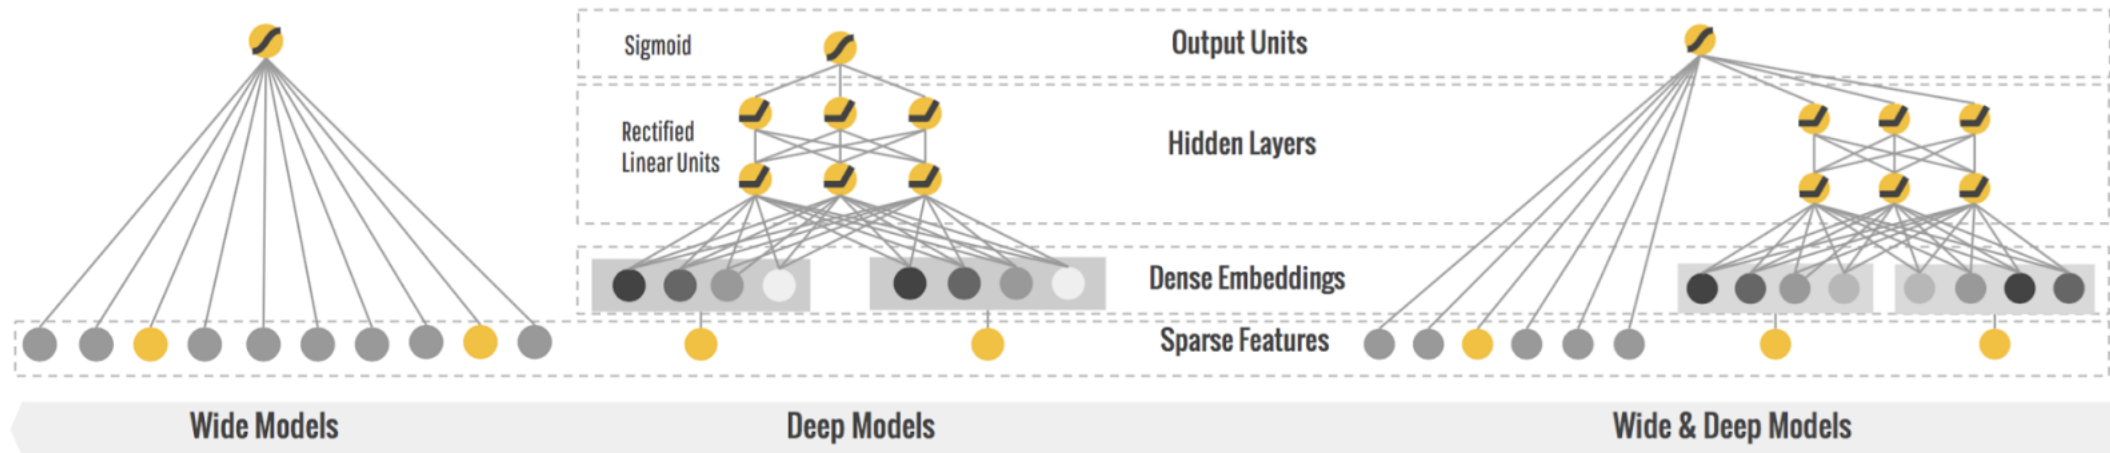 Sigmoid
Output Units
Rectified
Linear Units
Hidden Layers
Dense Embeddings
Sparse Features
Wide Models
Deep Models
Wide & Deep Models